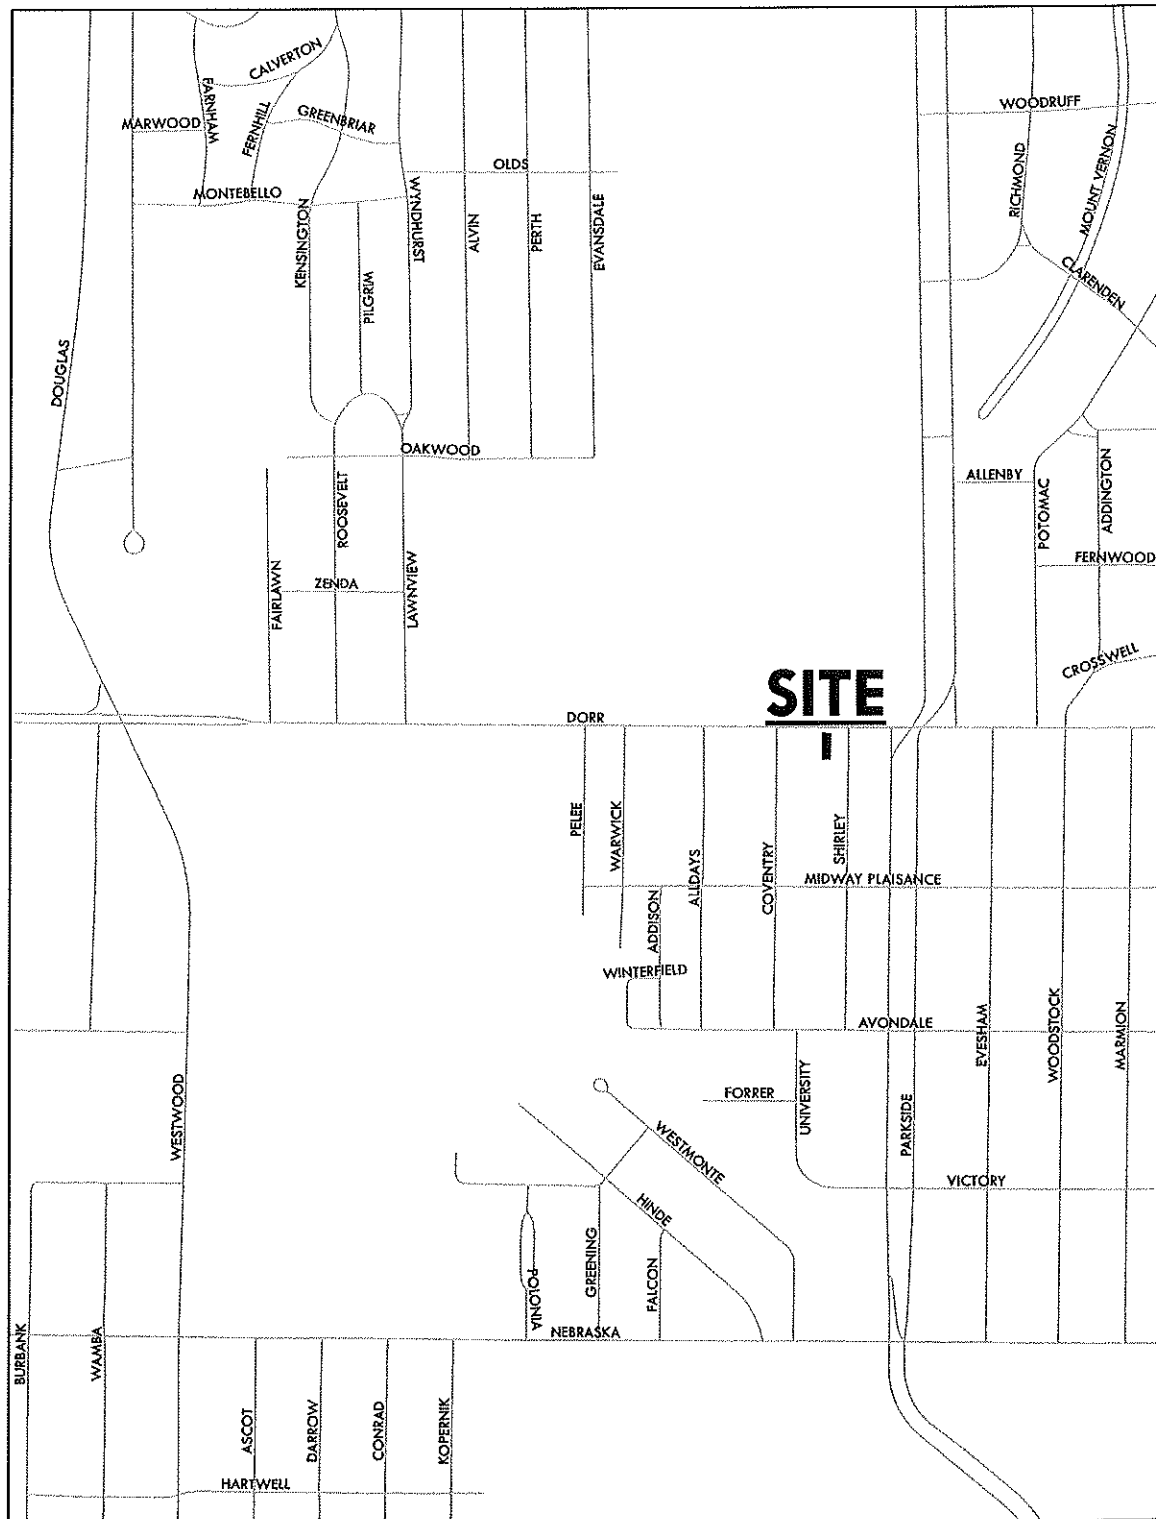 CALVERTON
FARNHAM
FERNHILL
GREENBRIAR
MARWOOD
WOODRUFF
OLDS
MONTEBELLO
KENSINGTON
WYNDHURST
ALVIN
PERTH
EVANSDALE
RICHMOND
MOUNT VERNON
PILGRIM
CLARENDEN
DOUGLAS
OAKWOOD
ROOSEVELT
ALLENBY
POTOMAC
ADDINGTON
FERNWOOD
FAIRLAWN
ZENDA
LAWNVIEW
CROSSWELL
SITE
DORR
PELEE
WARWICK
ALLDAYS
COVENTRY
SHIRLEY
MIDWAY PLAISANCE
ADDISON
WINTERFIELD
AVONDALE
EVESHAM
WOODSTOCK
MARMION
WESTWOOD
FORRER
UNIVERSITY
PARKSIDE
WESTMONTE
VICTORY
HINDE
POLONIA
GREENING
FALCON
NEBRASKA
BURBANK
WAMBA
ASCOT
DARROW
CONRAD
KOPERNIK
HARTWELL